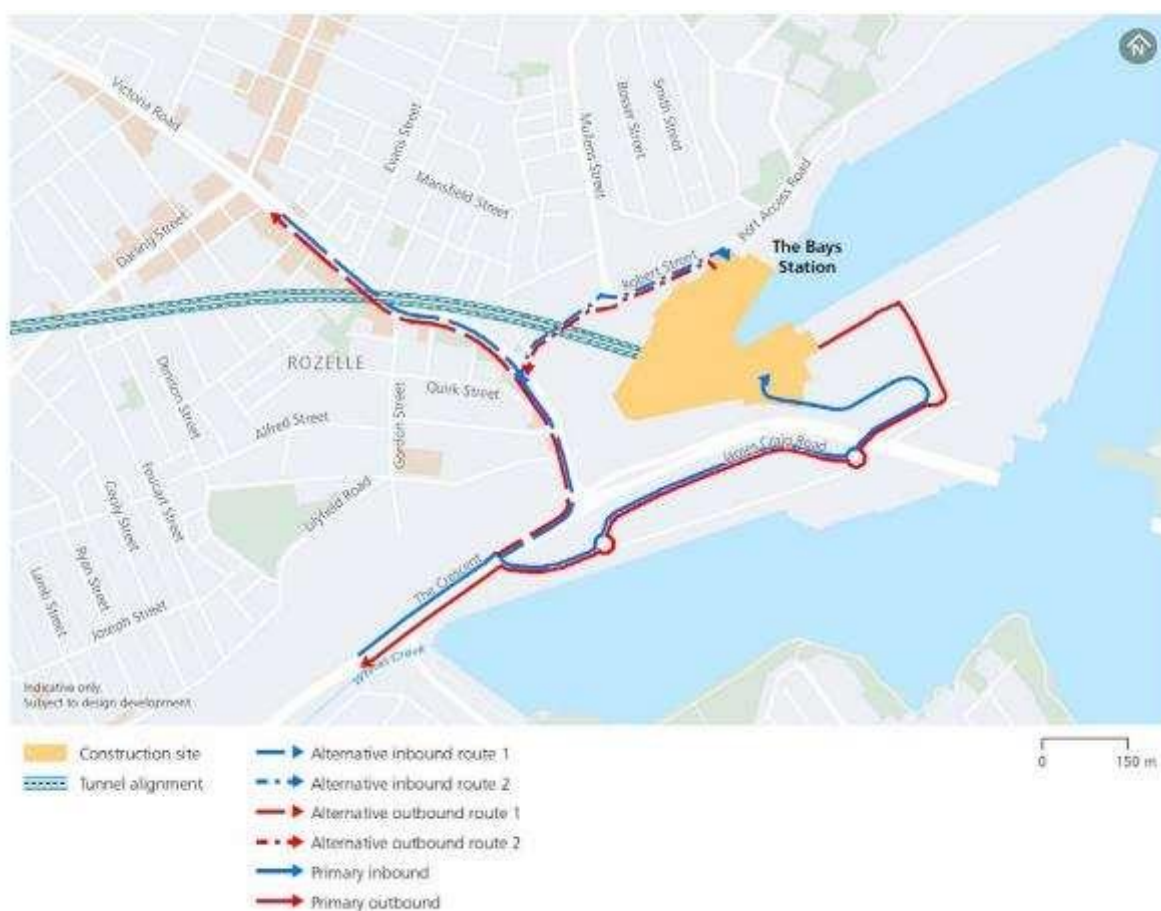 N
Victoria Road
Evans Street
Mullens Street
Bosser Street
Smith Street
Mansfield Street
Port Access Road
Darling Street
Robert Street
The Bays
Station
ROZELLE
Denison Street
Quirk Street
Alfred Street
Gordon Street
James Craig Road
Foucart Street
Cecily Street
Lilyfield Road
Ryan Street
Lamb Street
Joseph Street
The Crescent
Whites Creek
Indicative only.
Subject to design development
Construction site
Tunnel alignment
Alternative inbound route 1
Alternative inbound route 2
Alternative outbound route 1
Alternative outbound route 2
Primary inbound
Primary outbound
0 150 m